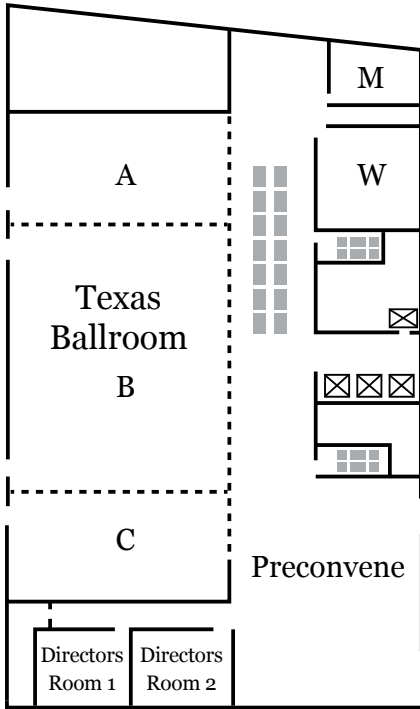 M
A
W
Texas
Ballroom
B
C
Preconvene
Directors
Room 1
Directors
Room 2